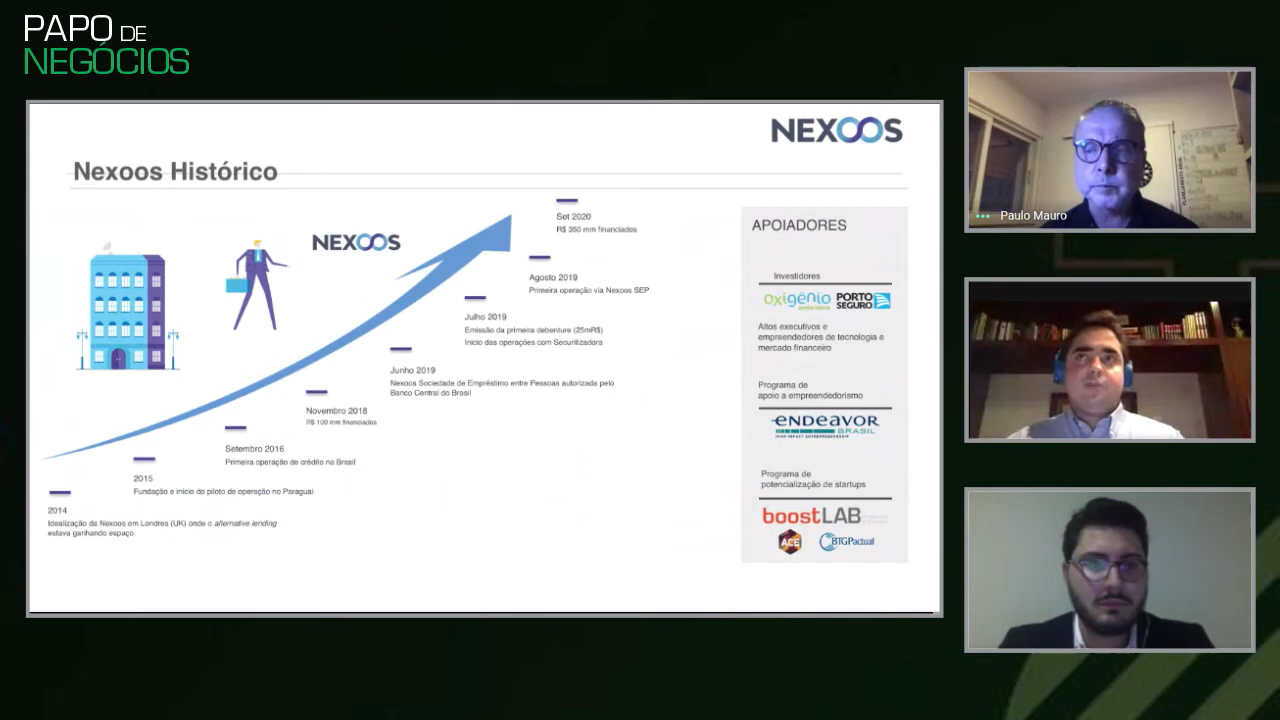 PAPO DE
NEGÓCIOS
NEXOOS
Nexoos Histórico
NEXOOS
Set 2020
R$ 350 mm financiados
Agosto 2019
Primeira operação via Nexoos SEP
Julho 2019
Emissão da primeira debenture (25mR$)
Início das operações com Securitizadora
Junho 2019
Nexoos Sociedade de Empréstimo entre Pessoas autorizada pelo
Banco Central do Brasil
Novembro 2018
R$ 100 mm financiados
Setembro 2016
Primeira operação de crédito no Brasil
2015
Fundação e início do piloto de operação no Paraguai
2014
Idealização da Nexoos em Londres (UK) onde o alternative lending
estava ganhando espaço
APOIADORES
Investidores
oxigênio
aceleradora
PORTO
SEGURO
Altos executivos e
empreendedores de tecnologia e
mercado financeiro
Programa de
apoio a empreendedorismo
ENDEAVOR
BRASIL
HIGH-IMPACT ENTREPRENEURSHIP
Programa de
potencialização de startups
boostLAB
ACE
BTGPactual
Paulo Mauro